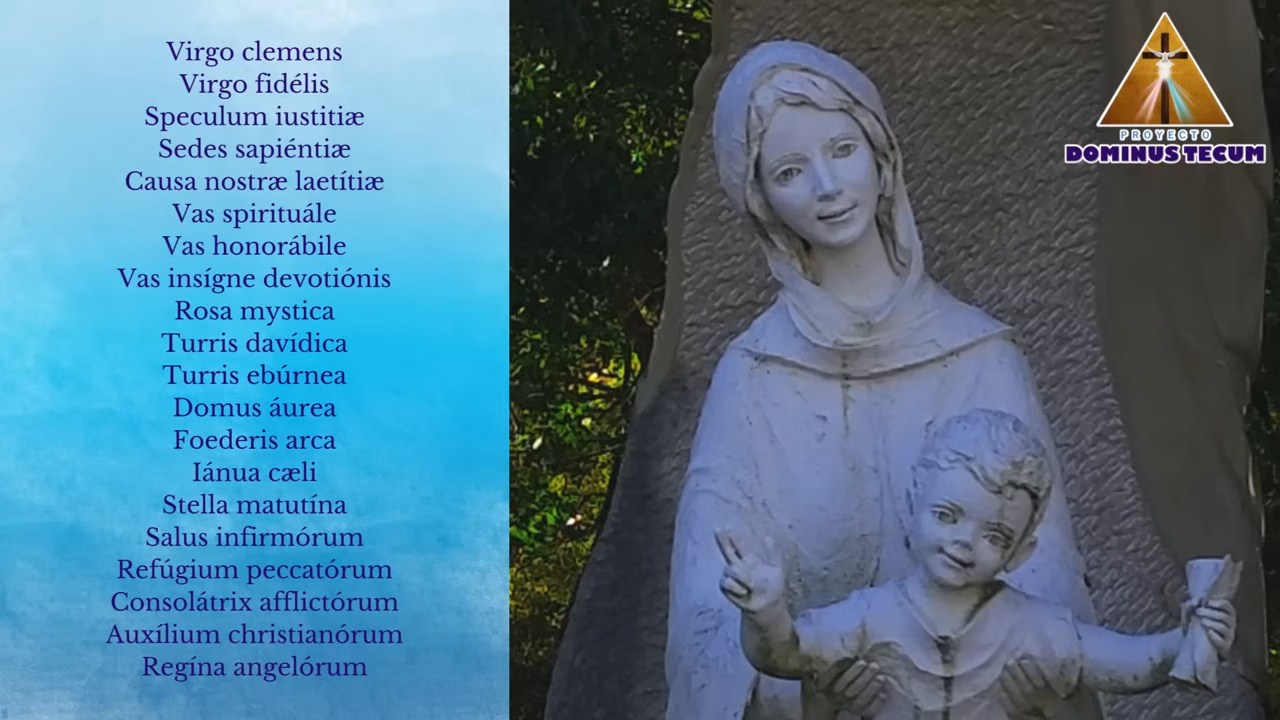 Virgo clemens
Virgo fidélis
Speculum iustitiæ
Sedes sapiéntiæ
Causa nostræ laetítiæ
Vas spirituále
Vas honorábile
Vas insígne devotiónis
Rosa mystica
Turris davídica
Turris ebúrnea
Domus áurea
Foederis arca
Iánua cæli
Stella matutína
Salus infirmórum
Refúgium peccatórum
Consolátrix afflictórum
Auxílium christianórum
Regína angelórum
PROYECTO
DOMINUS TECUM